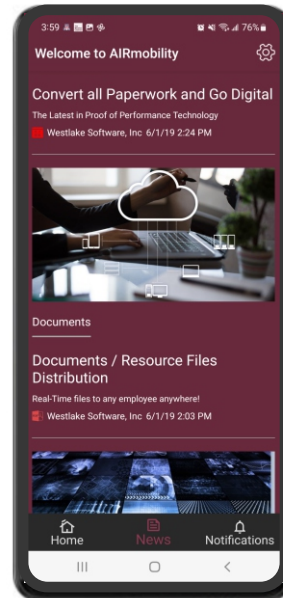 3:59
76%
Welcome to AIRmobility
Convert all Paperwork and Go Digital
The Latest in Proof of Performance Technology
Westlake Software, Inc 6/1/19 2:24 PM
Documents
Documents / Resource Files
Distribution
Real-Time files to any employee anywhere!
Westlake Software, Inc 6/1/19 2:03 PM
Home
News
Notifications